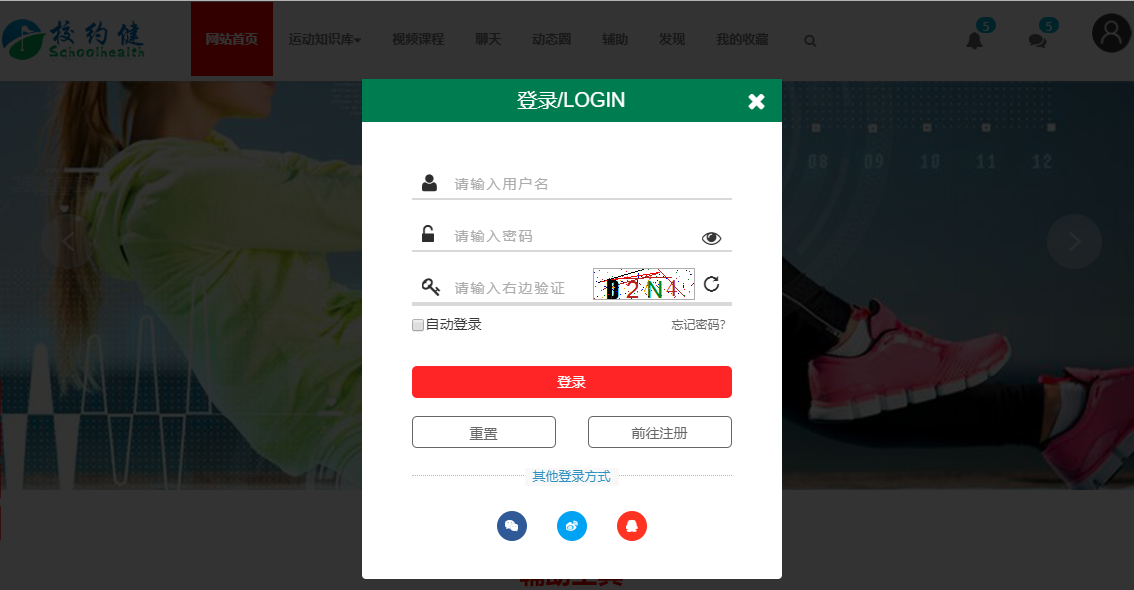 校约健
Schoolhealth
网站首页 运动知识库 视频课程 聊天 动态圈 辅助 发现 我的收藏
5
5
登录/LOGIN
08 09 10 11 12
请输入用户名
请输入密码
请输入右边验证
D2N4
自动登录
忘记密码?
登录
重置
前往注册
其他登录方式
辅助工具